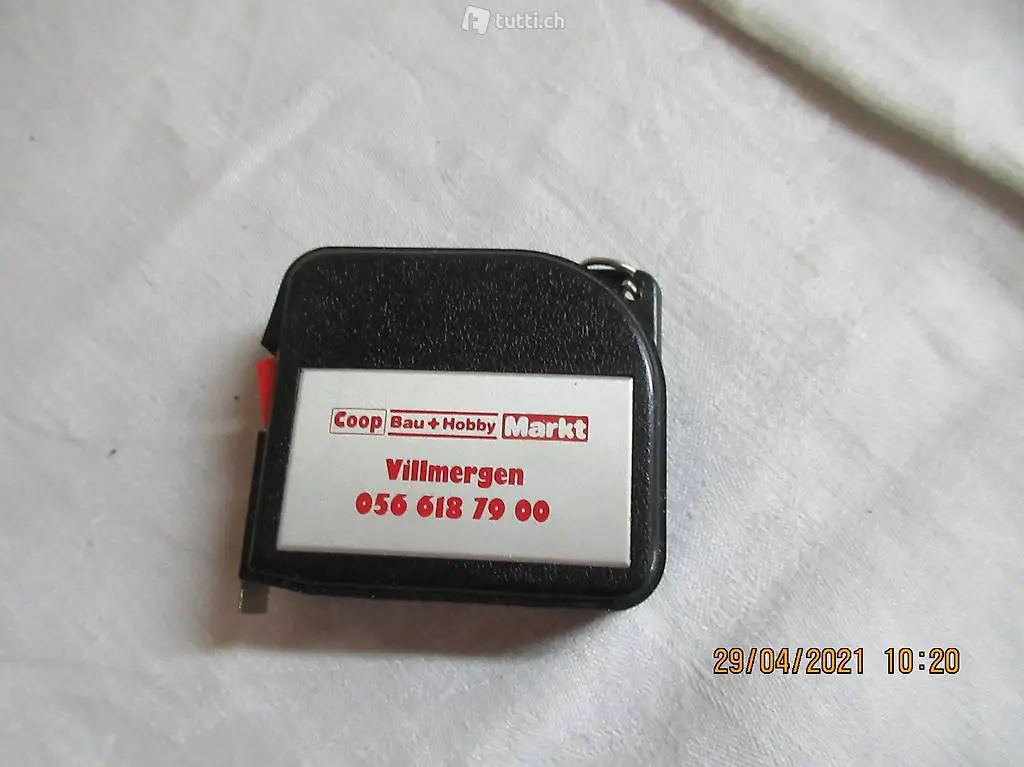 tutti.ch
Coop Bau+Hobby Markt
Villmergen
056 618 79 00
29/04/2021 10:20